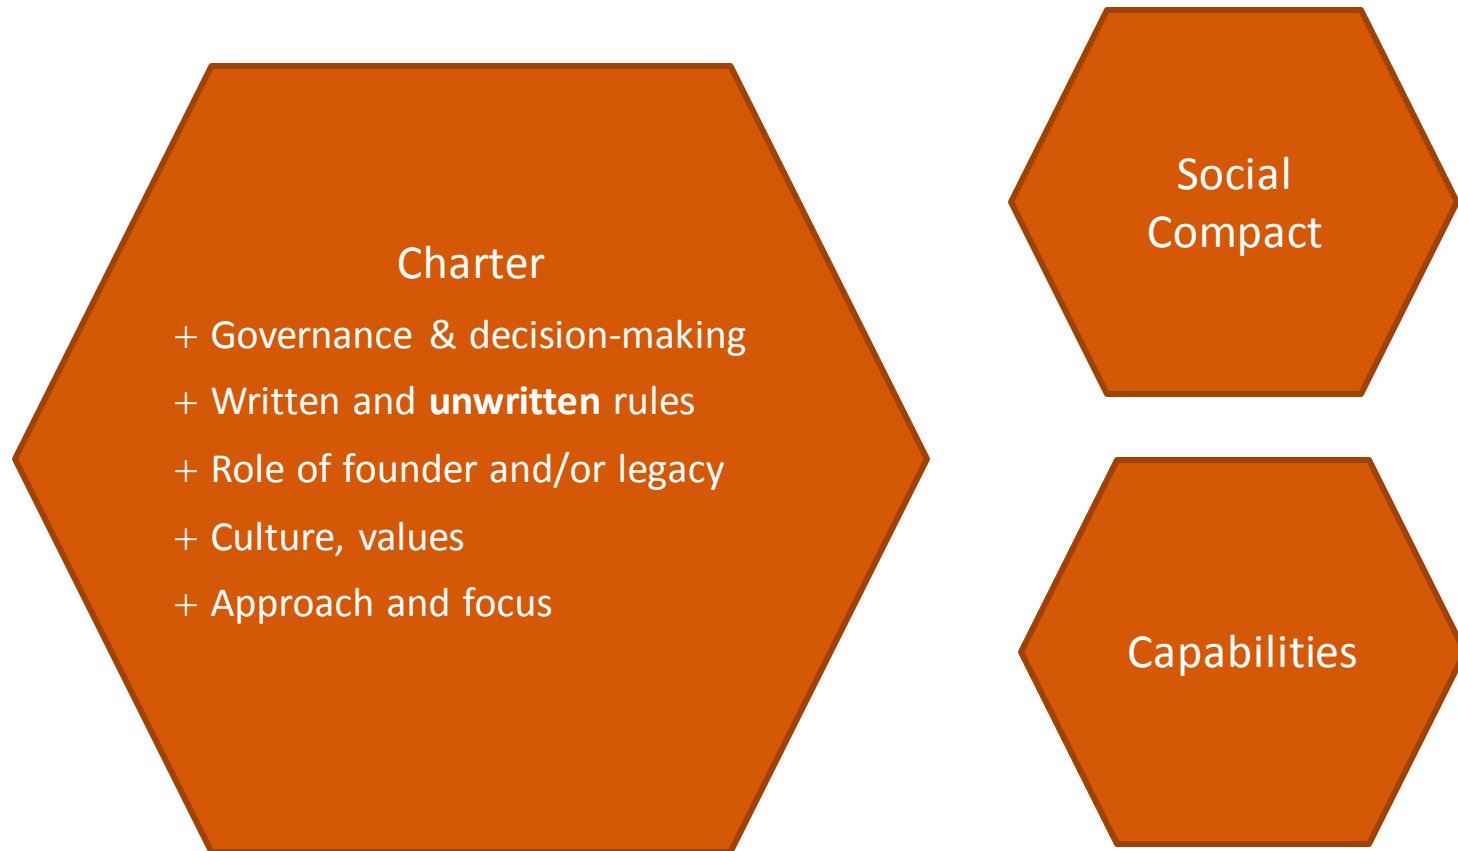 Charter
+ Governance & decision-making
+ Written and unwritten rules
+ Role of founder and/or legacy
+ Culture, values
+ Approach and focus
Social
Compact
Capabilities